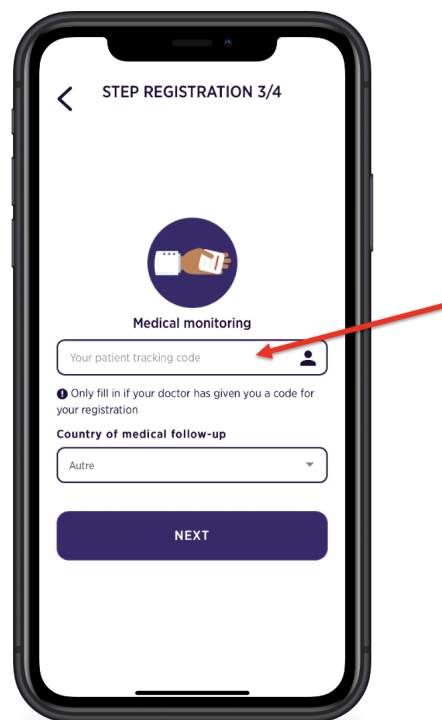 STEP REGISTRATION 3/4
Medical monitoring
Your patient tracking code
Only fill in if your doctor has given you a code for
your registration
Country of medical follow-up
Autre
NEXT